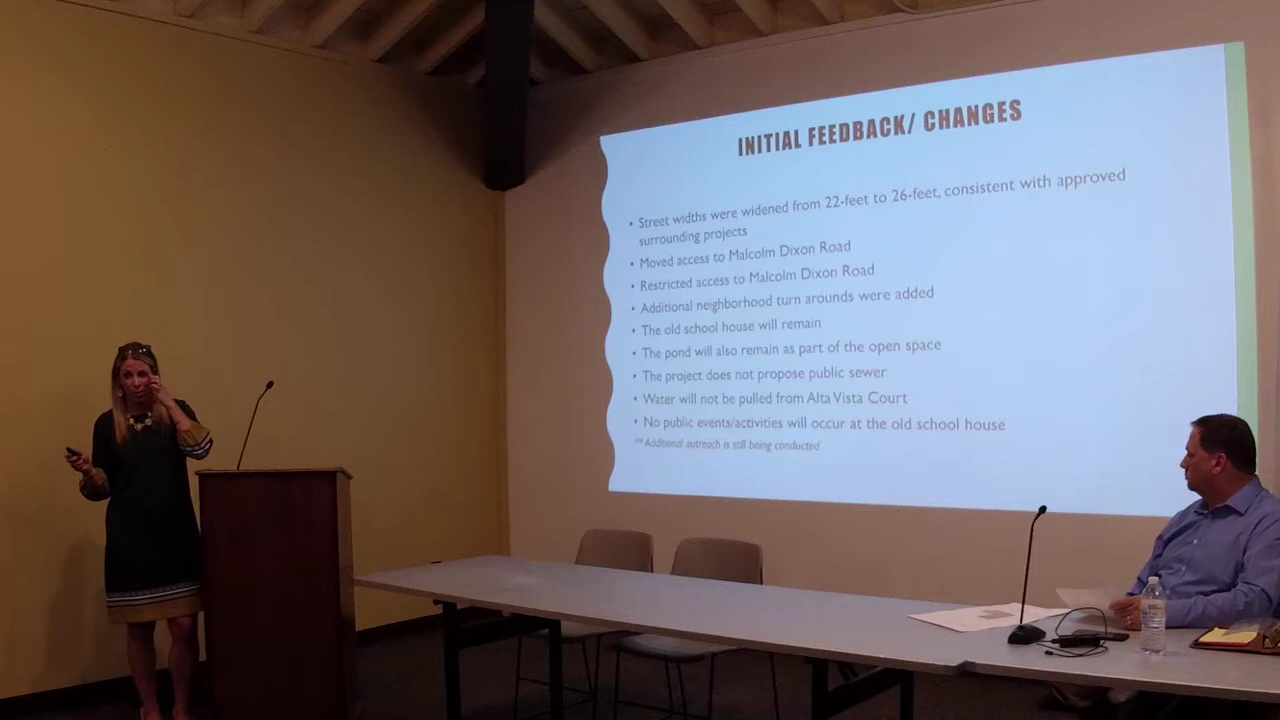 INITIAL FEEDBACK/ CHANGES
• Street widths were widened from 22-feet to 26-feet, consistent with approved
surrounding projects
• Moved access to Malcolm Dixon Road
• Restricted access to Malcolm Dixon Road
• Additional neighborhood turn arounds were added
• The old school house will remain
• The pond will also remain as part of the open space
• The project does not propose public sewer
• Water will not be pulled from Alta Vista Court
• No public events/activities will occur at the old school house
** Additional outreach is still being conducted